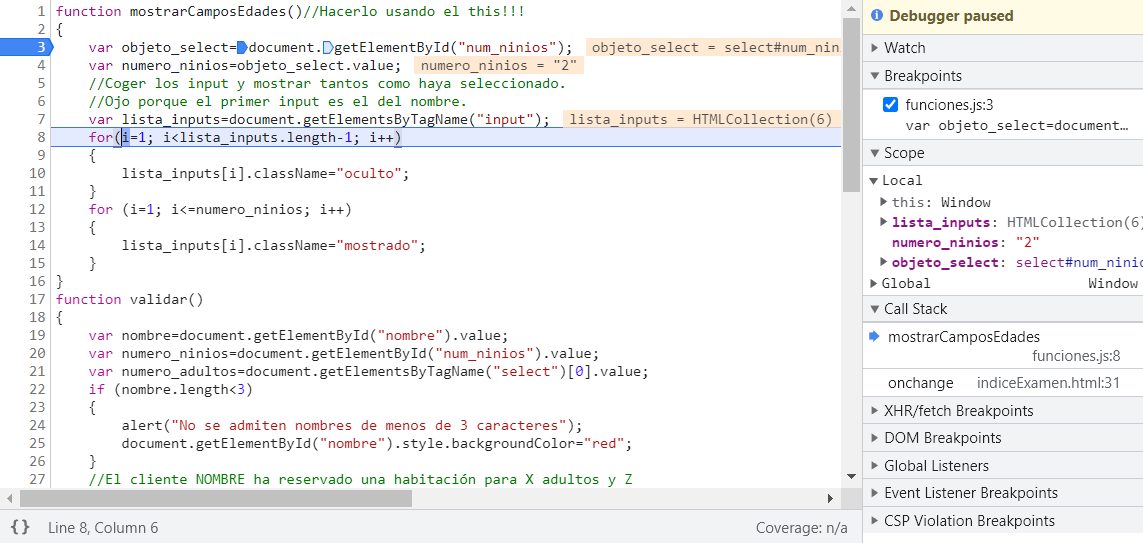 1 function mostrarCamposEdades()//Hacerlo usando el this!!!
2 {
3 var objeto_select=document.getElementById("num_ninios"); objeto_select = select#num_nin
4 var numero_ninios=objeto_select.value; numero_ninios = "2"
5 //Coger los input y mostrar tantos como haya seleccionado.
6 //Ojo porque el primer input es el del nombre.
7 var lista_inputs=document.getElementsByTagName("input"); lista_inputs = HTMLCollection(6)
8 for(i=1; i<lista_inputs.length-1; i++)
9 {
10 lista_inputs[i].className="oculto";
11 }
12 for (i=1; i<=numero_ninios; i++)
13 {
14 lista_inputs[i].className="mostrado";
15 }
16 }
17 function validar()
18 {
19 var nombre=document.getElementById("nombre").value;
20 var numero_ninios=document.getElementById("num_ninios").value;
21 var numero_adultos=document.getElementsByTagName("select")[0].value;
22 if (nombre.length<3)
23 {
24 alert("No se admiten nombres de menos de 3 caracteres");
25 document.getElementById("nombre").style.backgroundColor="red";
26 }
27 //El cliente NOMBRE ha reservado una habitación para X adultos y Z
{} Line 8, Column 6 Coverage: n/a
Debugger paused
Watch
Breakpoints
funciones.js:3
var objeto_select=document…
Scope
Local
this: Window
lista_inputs: HTMLCollection(6)
numero_ninios: "2"
objeto_select: select#num_ninio
Global Window
Call Stack
mostrarCamposEdades
funciones.js:8
onchange indiceExamen.html:31
XHR/fetch Breakpoints
DOM Breakpoints
Global Listeners
Event Listener Breakpoints
CSP Violation Breakpoints